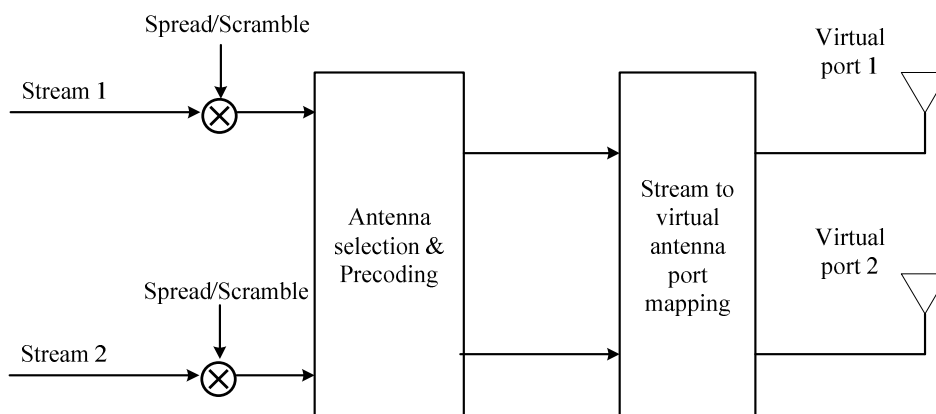 Spread/Scramble
Stream 1
Virtual
port 1
Antenna
selection &
Precoding
Stream to
virtual
antenna
port
mapping
Virtual
port 2
Spread/Scramble
Stream 2